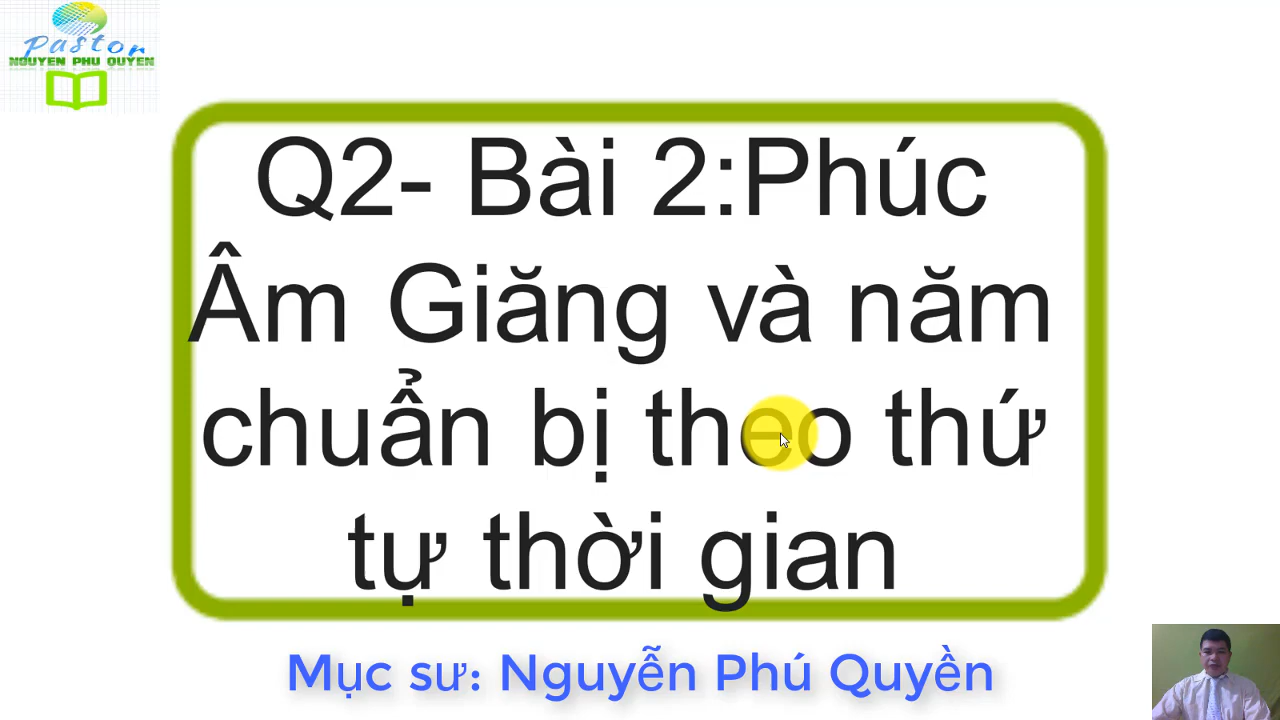 Pastor
NGUYEN PHU QUYEN
Q2- Bài 2:Phúc
Âm Giăng và năm
chuẩn bị theo thứ
tự thời gian
Mục sư: Nguyễn Phú Quyền